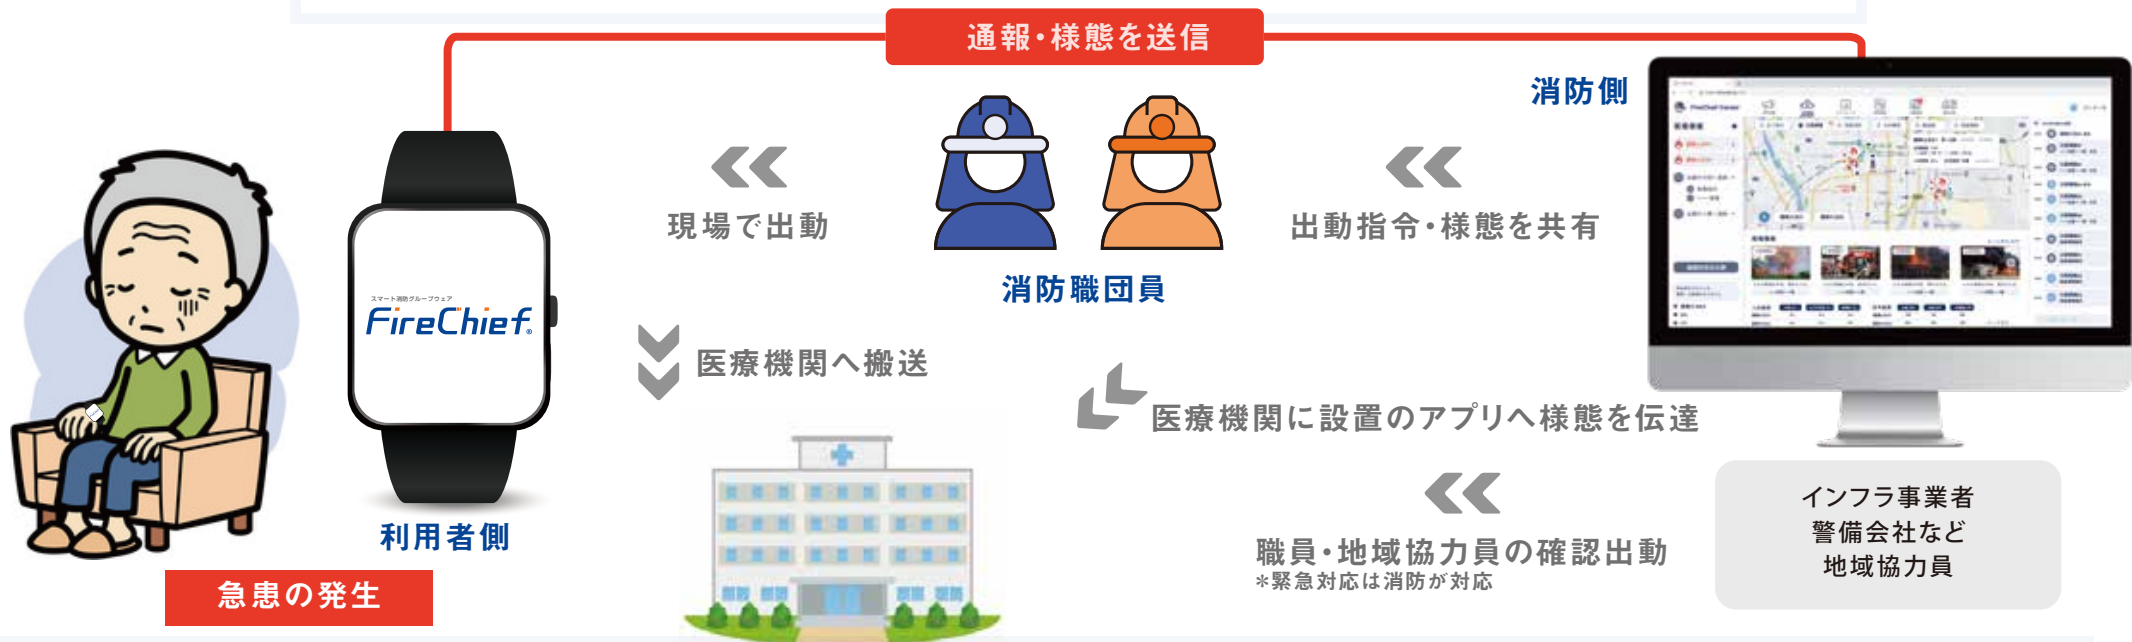 通報・様態を送信
消防側
現場で出動
出動指令・様態を共有
消防職団員
スマート消防グループウェア
FireChief®
医療機関へ搬送
医療機関に設置のアプリへ様態を伝達
利用者側
急患の発生
職員・地域協力員の確認出動
*緊急対応は消防が対応
インフラ事業者
警備会社など
地域協力員